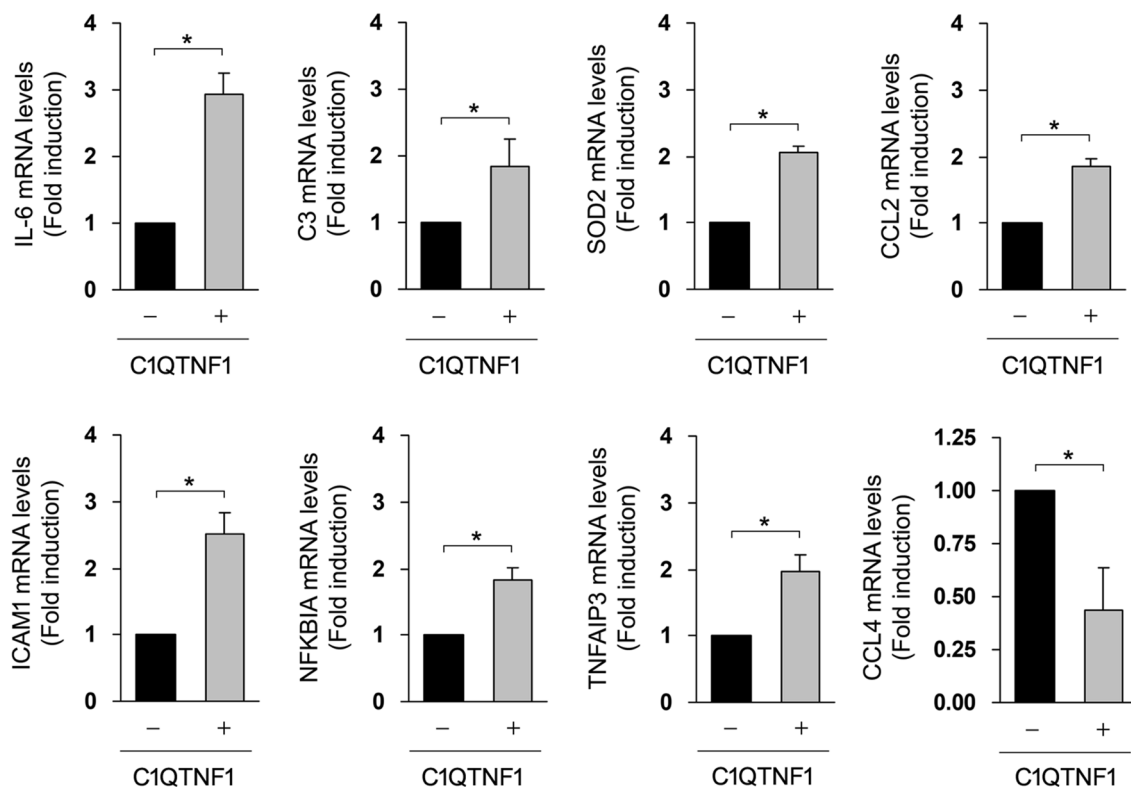 IL-6 mRNA levels
(Fold induction)
4
3
2
1
0
*
− +
C1QTNF1
C3 mRNA levels
(Fold induction)
4
3
2
1
0
*
− +
C1QTNF1
SOD2 mRNA levels
(Fold induction)
4
3
2
1
0
*
− +
C1QTNF1
CCL2 mRNA levels
(Fold induction)
4
3
2
1
0
*
− +
C1QTNF1
ICAM1 mRNA levels
(Fold induction)
4
3
2
1
0
*
− +
C1QTNF1
NFKBIA mRNA levels
(Fold induction)
4
3
2
1
0
*
− +
C1QTNF1
TNFAIP3 mRNA levels
(Fold induction)
4
3
2
1
0
*
− +
C1QTNF1
CCL4 mRNA levels
(Fold induction)
1.25
1.00
0.75
0.50
0.25
0.00
*
− +
C1QTNF1